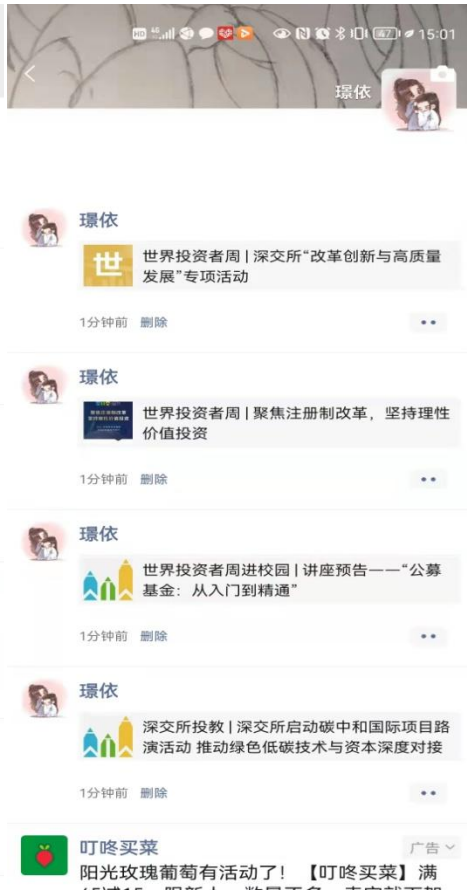 HD 4G 47 15:01
璟依
璟依
世
世界投资者周 | 深交所“改革创新与高质量
发展”专项活动
1分钟前 删除
璟依
世界投资者周 | 聚焦注册制改革，坚持理性
价值投资
1分钟前 删除
璟依
世界投资者周进校园 | 讲座预告——“公募
基金：从入门到精通”
1分钟前 删除
璟依
深交所投教 | 深交所启动碳中和国际项目路
演活动 推动绿色低碳技术与资本深度对接
1分钟前 删除
叮咚买菜 广告
阳光玫瑰葡萄有活动了！【叮咚买菜】满